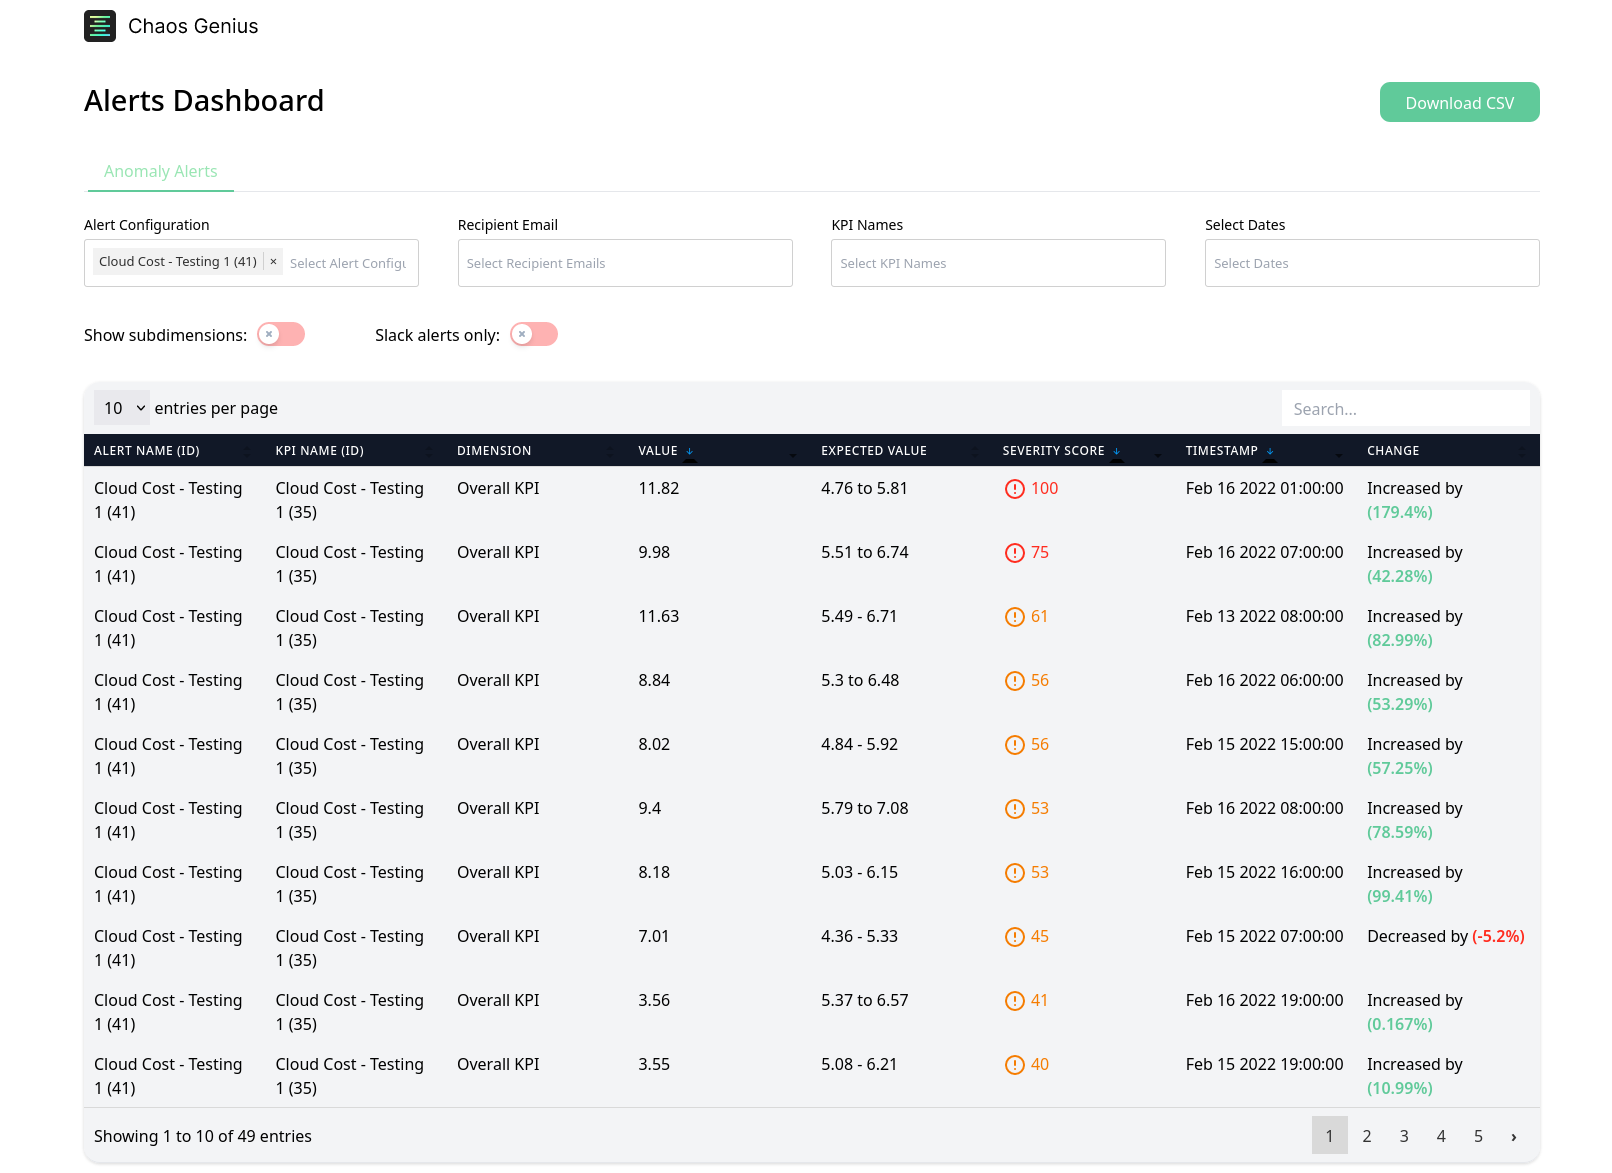 Chaos Genius
Alerts Dashboard
Download CSV
Anomaly Alerts
Alert Configuration
Recipient Email
KPI Names
Select Dates
Cloud Cost - Testing 1 (41) ×
Select Recipient Emails
Select KPI Names
Select Dates
Show subdimensions:
Slack alerts only:
10 entries per page
Search...
ALERT NAME (ID) KPI NAME (ID) DIMENSION VALUE ↓ EXPECTED VALUE SEVERITY SCORE ↓ TIMESTAMP ↓ CHANGE
Cloud Cost - Testing Cloud Cost - Testing Overall KPI 11.82 4.76 to 5.81 100 Feb 16 2022 01:00:00 Increased by
1 (41) 1 (35) (179.4%)
Cloud Cost - Testing Cloud Cost - Testing Overall KPI 9.98 5.51 to 6.74 75 Feb 16 2022 07:00:00 Increased by
1 (41) 1 (35) (42.28%)
Cloud Cost - Testing Cloud Cost - Testing Overall KPI 11.63 5.49 - 6.71 61 Feb 13 2022 08:00:00 Increased by
1 (41) 1 (35) (82.99%)
Cloud Cost - Testing Cloud Cost - Testing Overall KPI 8.84 5.3 to 6.48 56 Feb 16 2022 06:00:00 Increased by
1 (41) 1 (35) (53.29%)
Cloud Cost - Testing Cloud Cost - Testing Overall KPI 8.02 4.84 - 5.92 56 Feb 15 2022 15:00:00 Increased by
1 (41) 1 (35) (57.25%)
Cloud Cost - Testing Cloud Cost - Testing Overall KPI 9.4 5.79 to 7.08 53 Feb 16 2022 08:00:00 Increased by
1 (41) 1 (35) (78.59%)
Cloud Cost - Testing Cloud Cost - Testing Overall KPI 8.18 5.03 - 6.15 53 Feb 15 2022 16:00:00 Increased by
1 (41) 1 (35) (99.41%)
Cloud Cost - Testing Cloud Cost - Testing Overall KPI 7.01 4.36 - 5.33 45 Feb 15 2022 07:00:00 Decreased by (-5.2%)
1 (41) 1 (35)
Cloud Cost - Testing Cloud Cost - Testing Overall KPI 3.56 5.37 to 6.57 41 Feb 16 2022 19:00:00 Increased by
1 (41) 1 (35) (0.167%)
Cloud Cost - Testing Cloud Cost - Testing Overall KPI 3.55 5.08 - 6.21 40 Feb 15 2022 19:00:00 Increased by
1 (41) 1 (35) (10.99%)
Showing 1 to 10 of 49 entries
1 2 3 4 5 ›